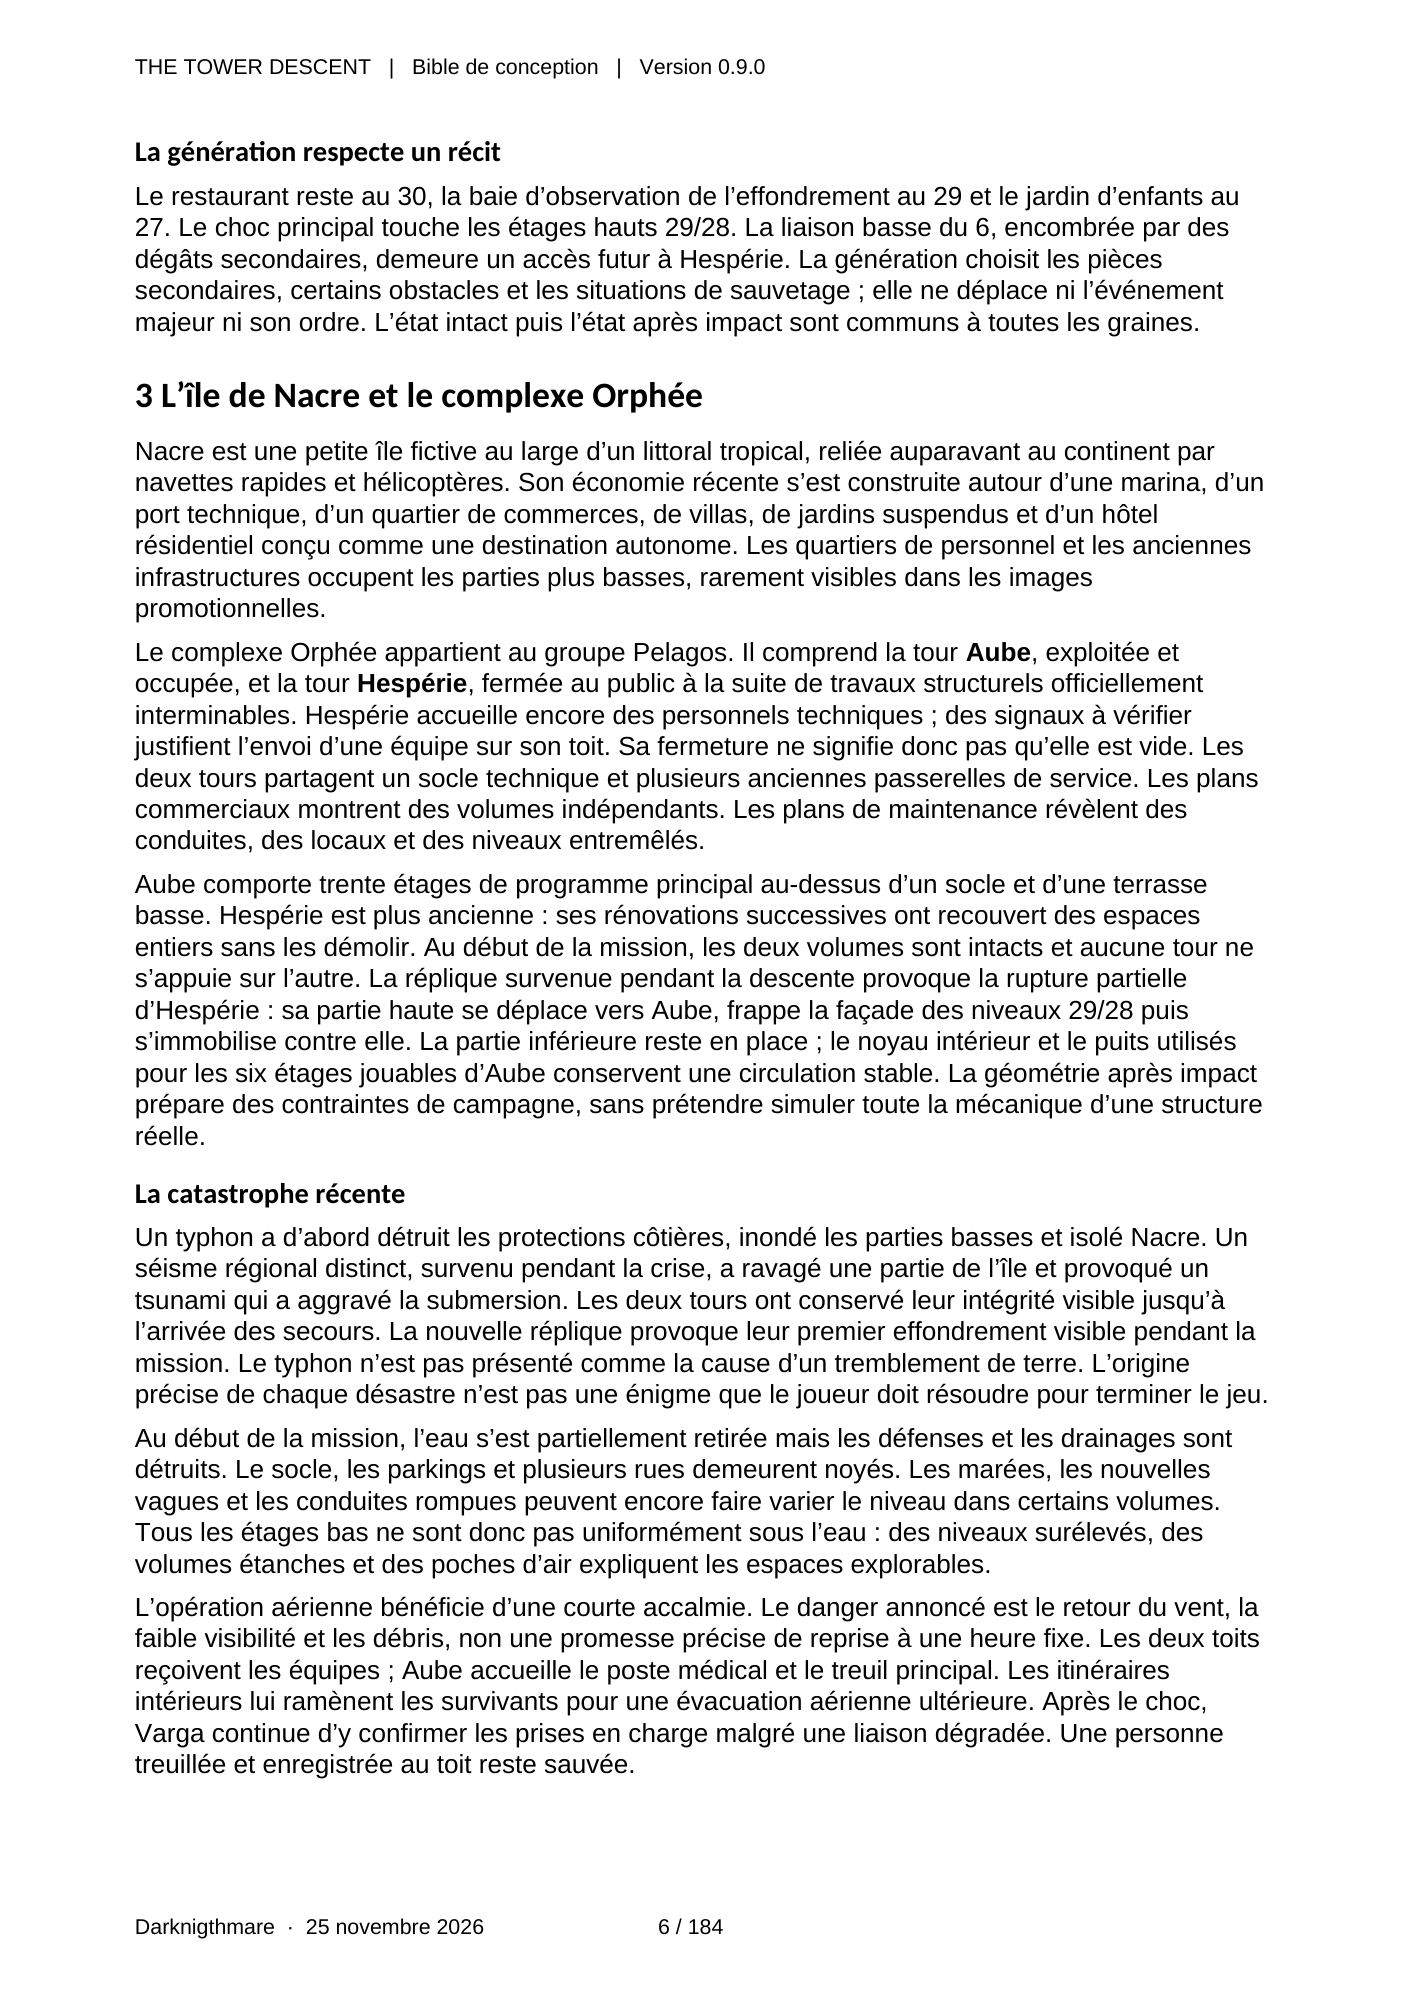 THE TOWER DESCENT | Bible de conception | Version 0.9.0
La génération respecte un récit
Le restaurant reste au 30, la baie d’observation de l’effondrement au 29 et le jardin d’enfants au
27. Le choc principal touche les étages hauts 29/28. La liaison basse du 6, encombrée par des
dégâts secondaires, demeure un accès futur à Hespérie. La génération choisit les pièces
secondaires, certains obstacles et les situations de sauvetage ; elle ne déplace ni l’événement
majeur ni son ordre. L’état intact puis l’état après impact sont communs à toutes les graines.
3 L’île de Nacre et le complexe Orphée
Nacre est une petite île fictive au large d’un littoral tropical, reliée auparavant au continent par
navettes rapides et hélicoptères. Son économie récente s’est construite autour d’une marina, d’un
port technique, d’un quartier de commerces, de villas, de jardins suspendus et d’un hôtel
résidentiel conçu comme une destination autonome. Les quartiers de personnel et les anciennes
infrastructures occupent les parties plus basses, rarement visibles dans les images
promotionnelles.
Le complexe Orphée appartient au groupe Pelagos. Il comprend la tour Aube, exploitée et
occupée, et la tour Hespérie, fermée au public à la suite de travaux structurels officiellement
interminables. Hespérie accueille encore des personnels techniques ; des signaux à vérifier
justifient l’envoi d’une équipe sur son toit. Sa fermeture ne signifie donc pas qu’elle est vide. Les
deux tours partagent un socle technique et plusieurs anciennes passerelles de service. Les plans
commerciaux montrent des volumes indépendants. Les plans de maintenance révèlent des
conduites, des locaux et des niveaux entremêlés.
Aube comporte trente étages de programme principal au-dessus d’un socle et d’une terrasse
basse. Hespérie est plus ancienne : ses rénovations successives ont recouvert des espaces
entiers sans les démolir. Au début de la mission, les deux volumes sont intacts et aucune tour ne
s’appuie sur l’autre. La réplique survenue pendant la descente provoque la rupture partielle
d’Hespérie : sa partie haute se déplace vers Aube, frappe la façade des niveaux 29/28 puis
s’immobilise contre elle. La partie inférieure reste en place ; le noyau intérieur et le puits utilisés
pour les six étages jouables d’Aube conservent une circulation stable. La géométrie après impact
prépare des contraintes de campagne, sans prétendre simuler toute la mécanique d’une structure
réelle.
La catastrophe récente
Un typhon a d’abord détruit les protections côtières, inondé les parties basses et isolé Nacre. Un
séisme régional distinct, survenu pendant la crise, a ravagé une partie de l’île et provoqué un
tsunami qui a aggravé la submersion. Les deux tours ont conservé leur intégrité visible jusqu’à
l’arrivée des secours. La nouvelle réplique provoque leur premier effondrement visible pendant la
mission. Le typhon n’est pas présenté comme la cause d’un tremblement de terre. L’origine
précise de chaque désastre n’est pas une énigme que le joueur doit résoudre pour terminer le jeu.
Au début de la mission, l’eau s’est partiellement retirée mais les défenses et les drainages sont
détruits. Le socle, les parkings et plusieurs rues demeurent noyés. Les marées, les nouvelles
vagues et les conduites rompues peuvent encore faire varier le niveau dans certains volumes.
Tous les étages bas ne sont donc pas uniformément sous l’eau : des niveaux surélevés, des
volumes étanches et des poches d’air expliquent les espaces explorables.
L’opération aérienne bénéficie d’une courte accalmie. Le danger annoncé est le retour du vent, la
faible visibilité et les débris, non une promesse précise de reprise à une heure fixe. Les deux toits
reçoivent les équipes ; Aube accueille le poste médical et le treuil principal. Les itinéraires
intérieurs lui ramènent les survivants pour une évacuation aérienne ultérieure. Après le choc,
Varga continue d’y confirmer les prises en charge malgré une liaison dégradée. Une personne
treuillée et enregistrée au toit reste sauvée.
Darknigthmare · 25 novembre 2026 6 / 184